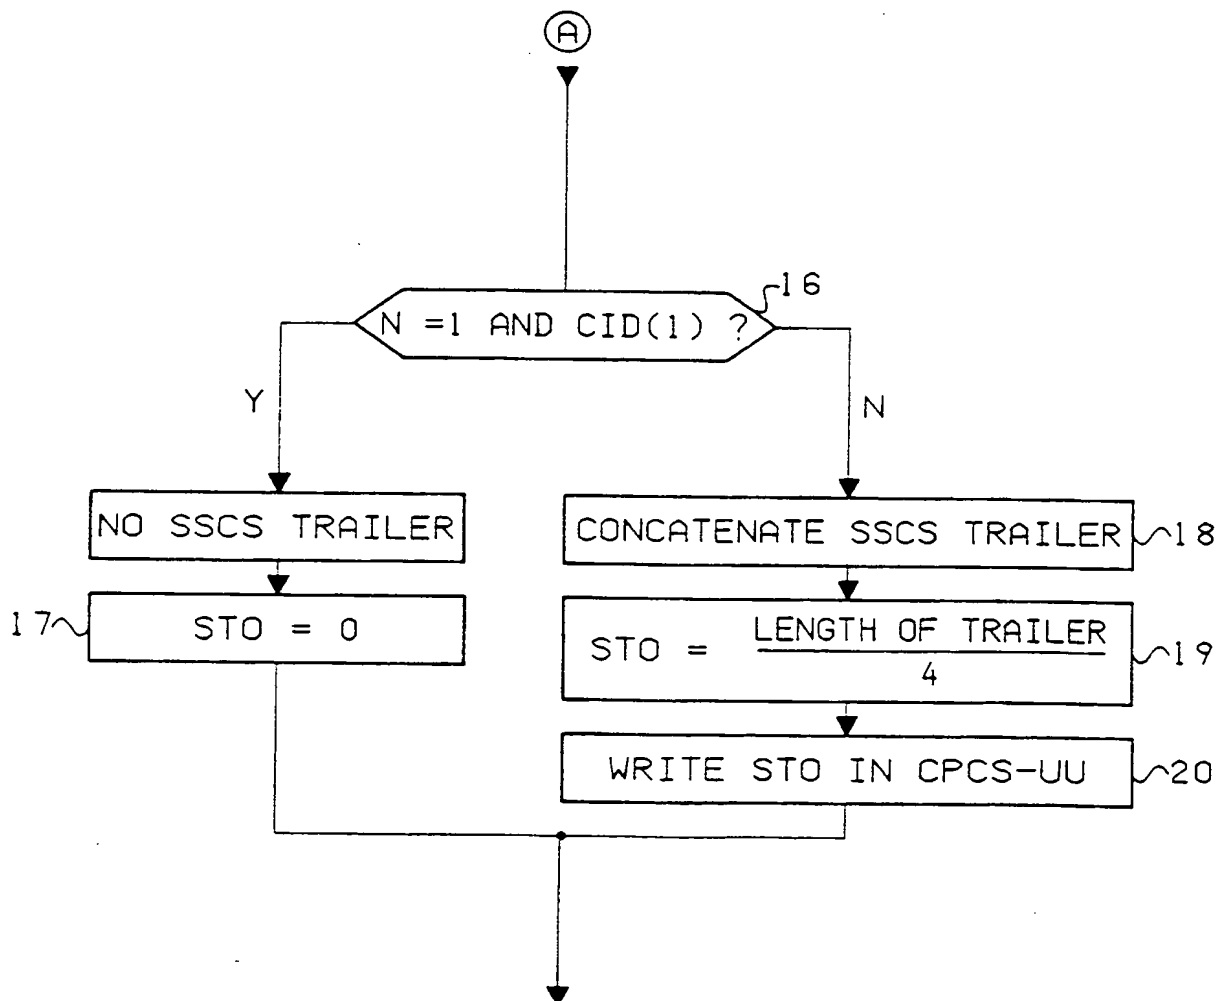 A
16
N =1 AND CID(1) ?
Y
N
NO SSCS TRAILER
CONCATENATE SSCS TRAILER
18
17
STO = 0
STO = LENGTH OF TRAILER
4
19
WRITE STO IN CPCS-UU
20